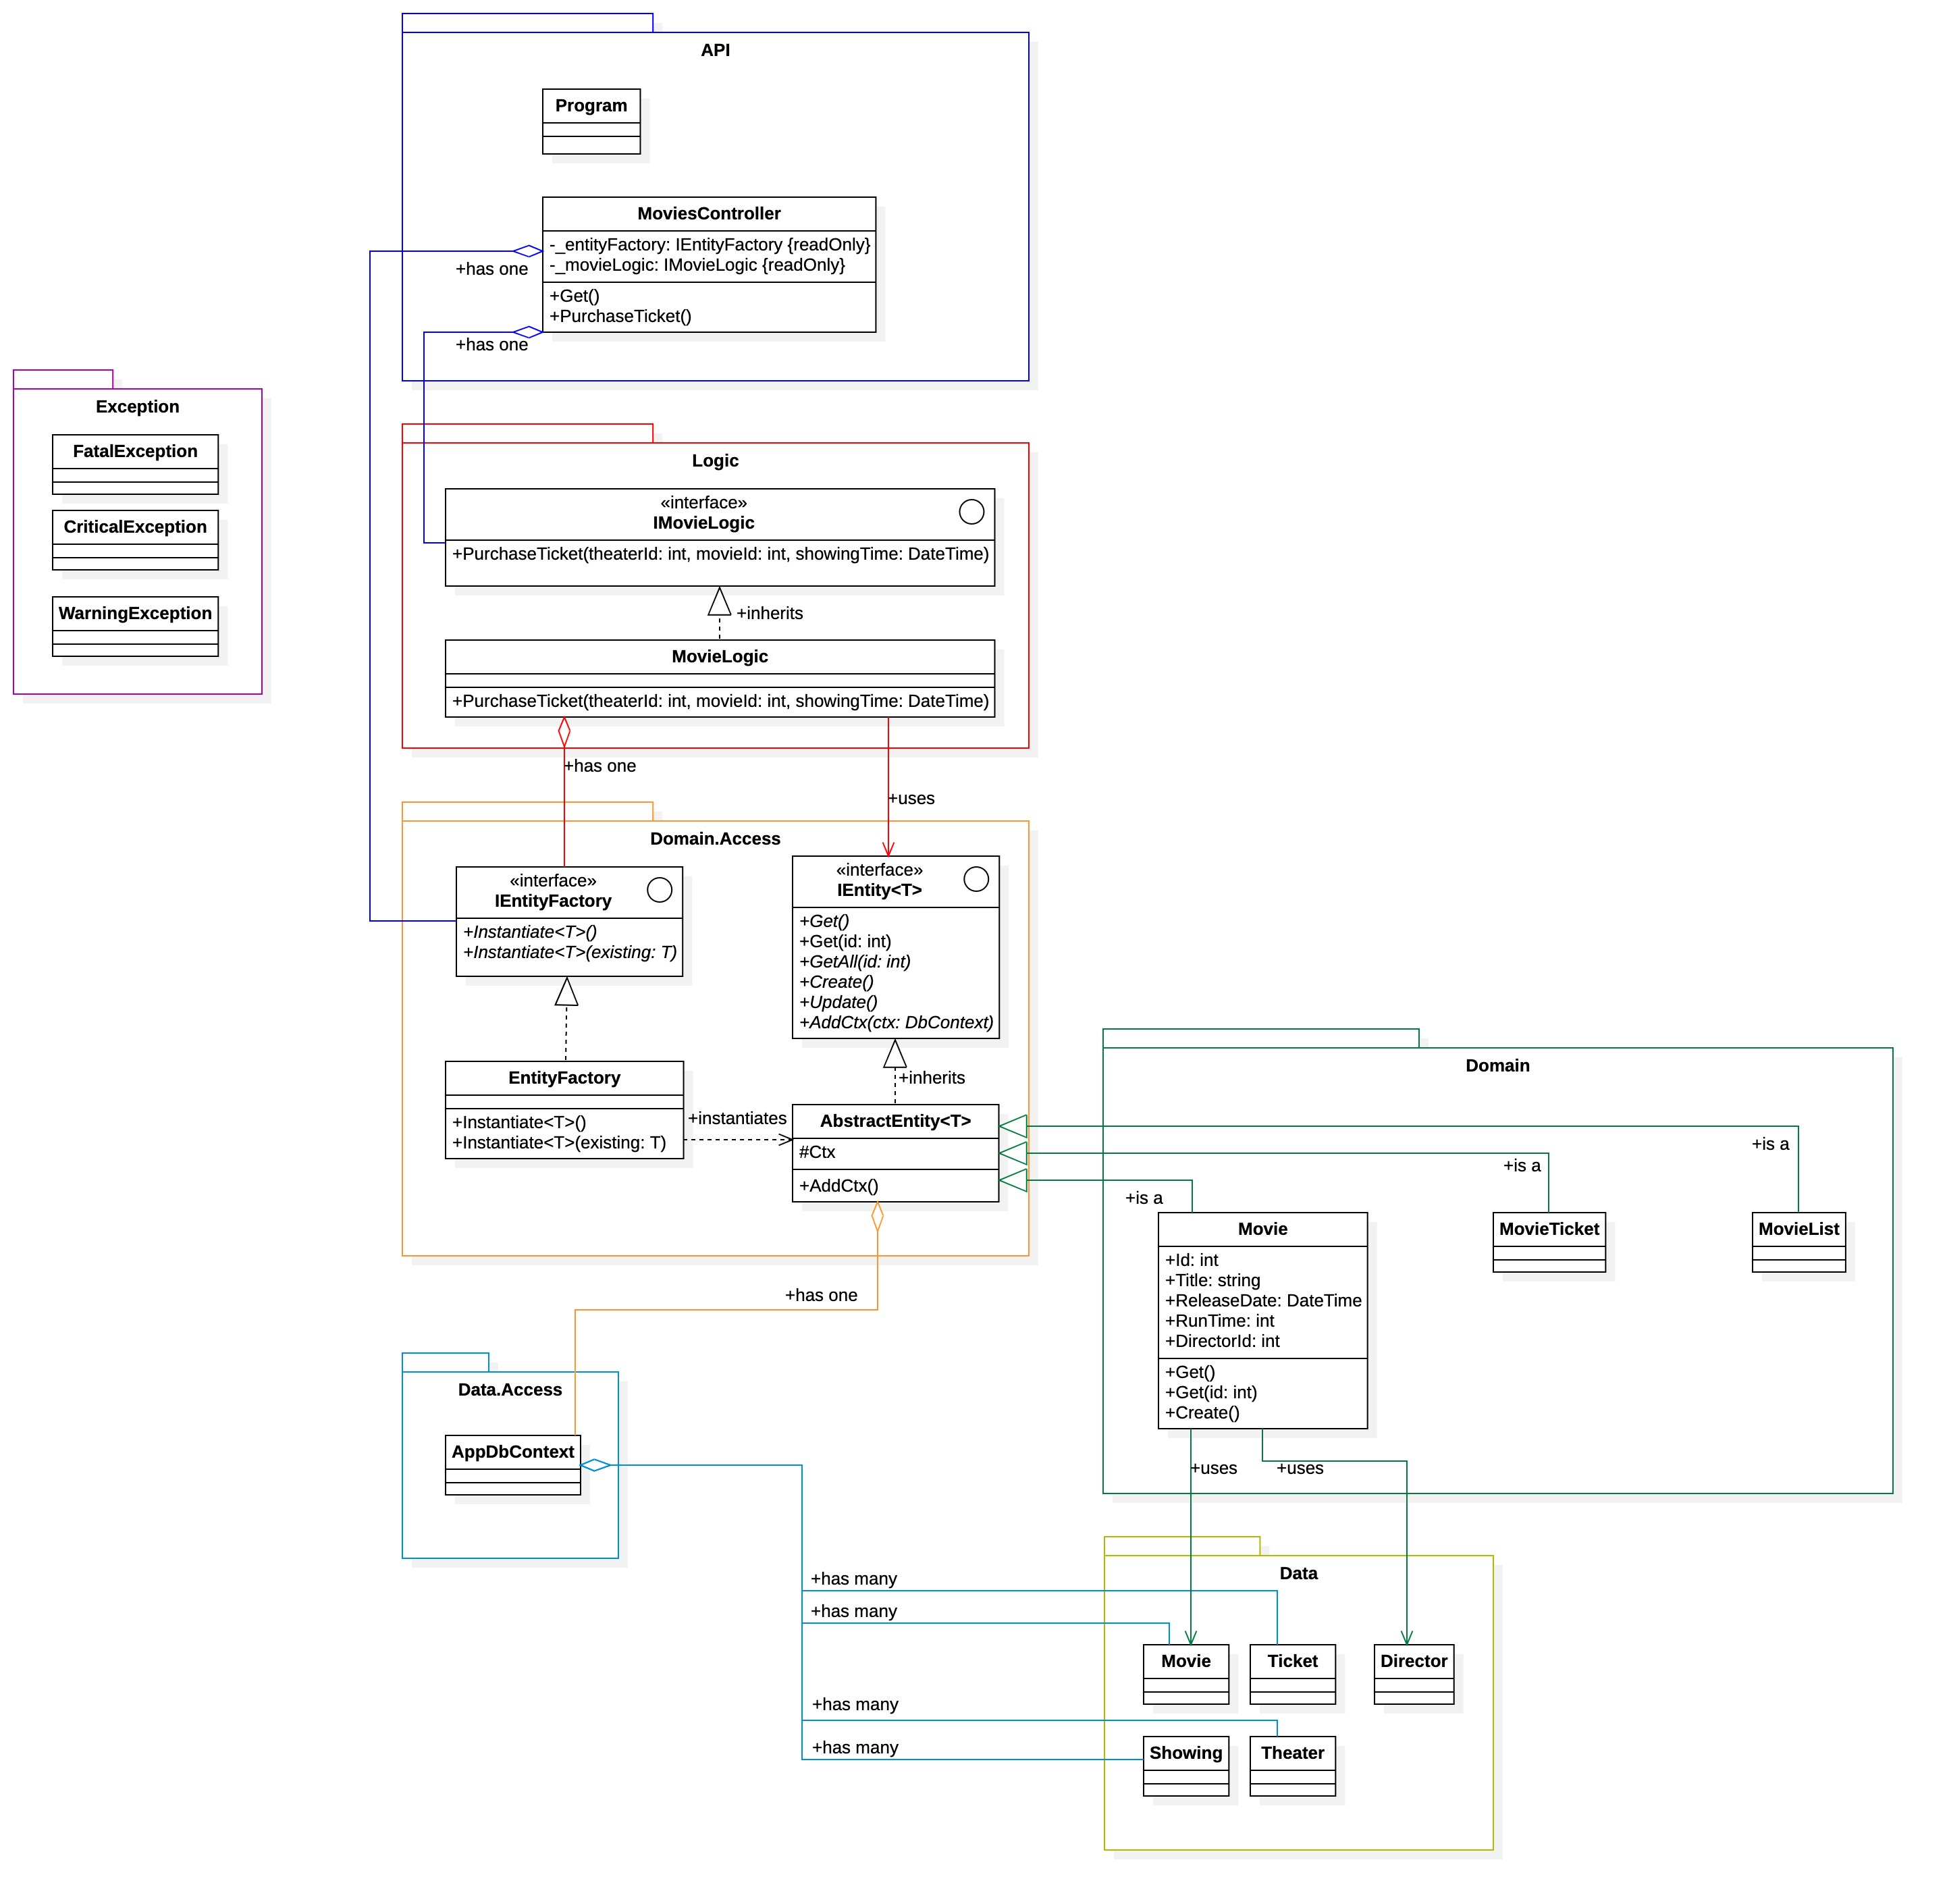 API
Program
MoviesController
-_entityFactory: IEntityFactory {readOnly}
-_movieLogic: IMovieLogic {readOnly}
+Get()
+PurchaseTicket()
+has one
+has one
Exception
FatalException
CriticalException
WarningException
Logic
«interface»
IMovieLogic
+PurchaseTicket(theaterId: int, movieId: int, showingTime: DateTime)
+inherits
MovieLogic
+PurchaseTicket(theaterId: int, movieId: int, showingTime: DateTime)
+has one
+uses
Domain.Access
«interface»
IEntityFactory
+Instantiate<T>()
+Instantiate<T>(existing: T)
«interface»
IEntity<T>
+Get()
+Get(id: int)
+GetAll(id: int)
+Create()
+Update()
+AddCtx(ctx: DbContext)
+inherits
EntityFactory
+Instantiate<T>()
+Instantiate<T>(existing: T)
+instantiates
AbstractEntity<T>
#Ctx
+AddCtx()
+has one
Domain
+is a
+is a
+is a
Movie
+Id: int
+Title: string
+ReleaseDate: DateTime
+RunTime: int
+DirectorId: int
+Get()
+Get(id: int)
+Create()
MovieTicket
MovieList
+uses
+uses
Data.Access
AppDbContext
+has many
+has many
+has many
+has many
Data
Movie
Ticket
Director
Showing
Theater